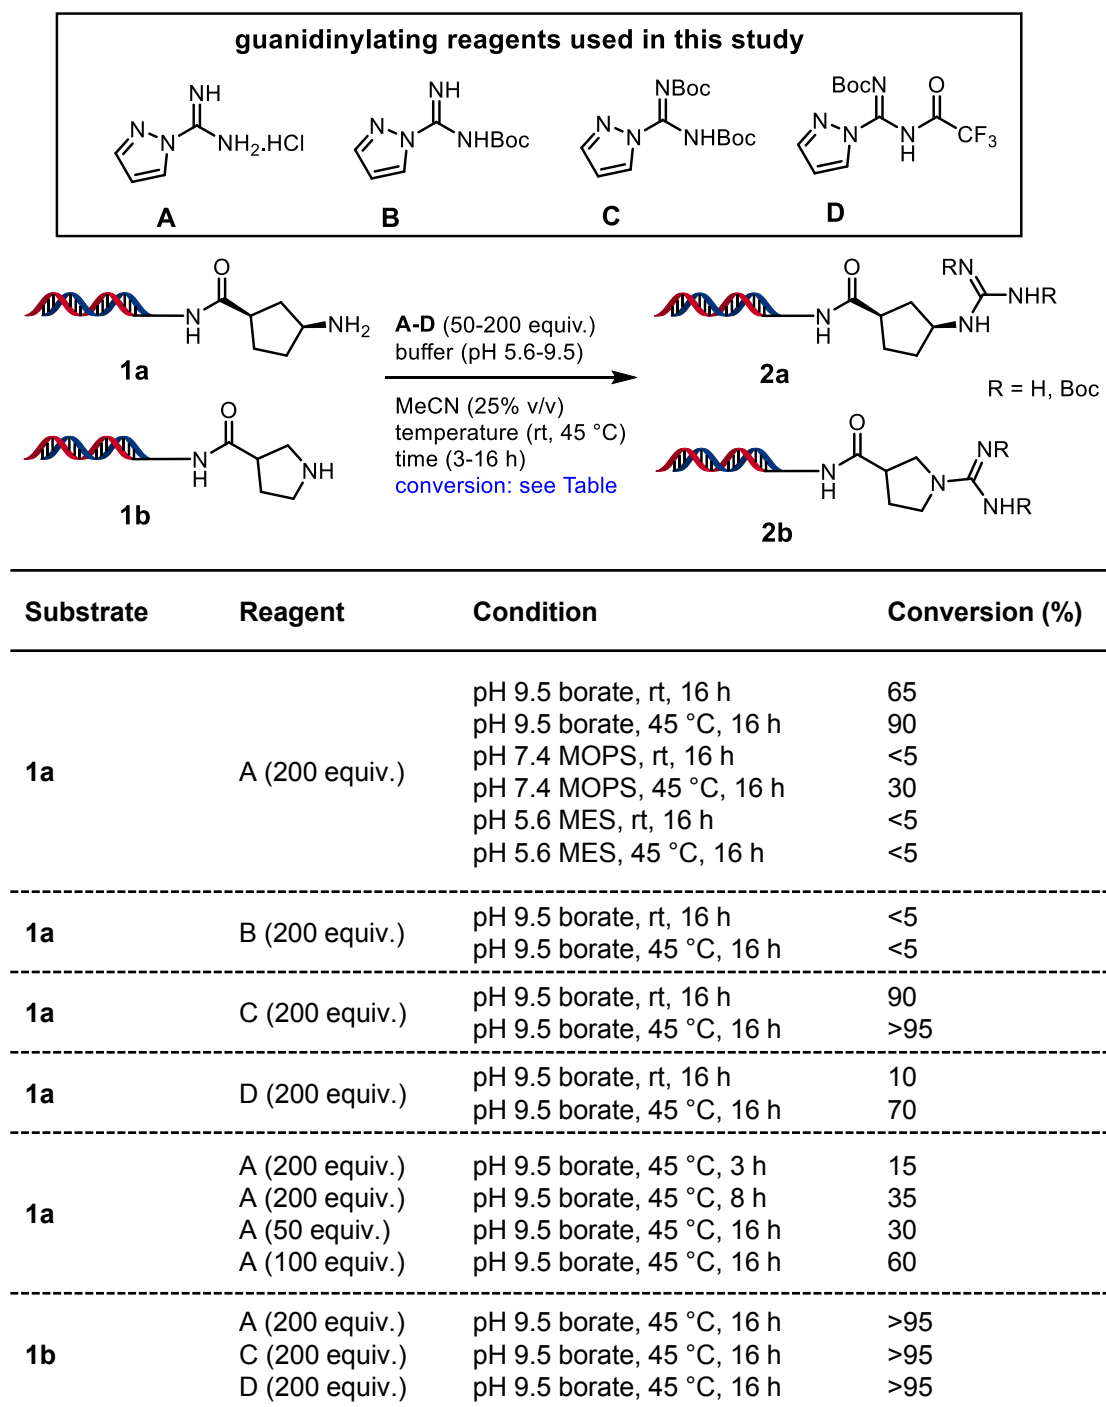 guanidinylating reagents used in this study
NH
N
N
NH2.HCl
A
NH
N
N
NHBoc
B
NBoc
N
N
NHBoc
C
BocN
O
N
N
N
H
CF3
D
O
N
H
NH2
1a
O
N
H
NH
1b
A-D (50-200 equiv.)
buffer (pH 5.6-9.5)
MeCN (25% v/v)
temperature (rt, 45 °C)
time (3-16 h)
conversion: see Table
O
RN
NHR
N
H
N
H
2a
R = H, Boc
O
NR
N
N
H
NHR
2b
Substrate Reagent Condition Conversion (%)
1a A (200 equiv.)
pH 9.5 borate, rt, 16 h 65
pH 9.5 borate, 45 °C, 16 h 90
pH 7.4 MOPS, rt, 16 h <5
pH 7.4 MOPS, 45 °C, 16 h 30
pH 5.6 MES, rt, 16 h <5
pH 5.6 MES, 45 °C, 16 h <5
1a B (200 equiv.)
pH 9.5 borate, rt, 16 h <5
pH 9.5 borate, 45 °C, 16 h <5
1a C (200 equiv.)
pH 9.5 borate, rt, 16 h 90
pH 9.5 borate, 45 °C, 16 h >95
1a D (200 equiv.)
pH 9.5 borate, rt, 16 h 10
pH 9.5 borate, 45 °C, 16 h 70
1a
A (200 equiv.) pH 9.5 borate, 45 °C, 3 h 15
A (200 equiv.) pH 9.5 borate, 45 °C, 8 h 35
A (50 equiv.) pH 9.5 borate, 45 °C, 16 h 30
A (100 equiv.) pH 9.5 borate, 45 °C, 16 h 60
1b
A (200 equiv.) pH 9.5 borate, 45 °C, 16 h >95
C (200 equiv.) pH 9.5 borate, 45 °C, 16 h >95
D (200 equiv.) pH 9.5 borate, 45 °C, 16 h >95